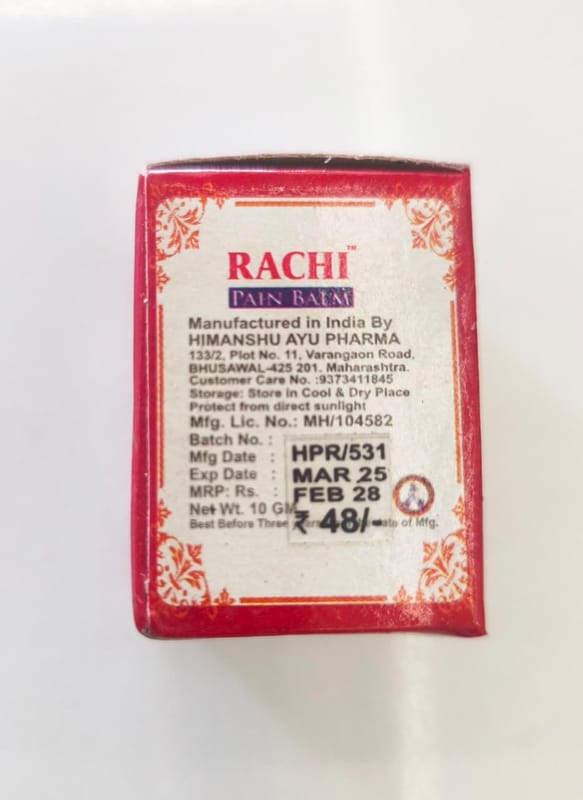 RACHI™
PAIN BALM
Manufactured in India By
HIMANSHU AYU PHARMA
133/2, Plot No. 11, Varangaon Road,
BHUSAWAL-425 201. Maharashtra.
Customer Care No. :9373411845
Storage: Store in Cool & Dry Place
Protect from direct sunlight
Mfg. Lic. No.: MH/104582
Batch No. : HPR/531
Mfg Date : MAR 25
Exp Date : FEB 28
MRP: Rs. : ₹ 48/-
Net Wt. 10 GM
Best Before Three of Mfg.